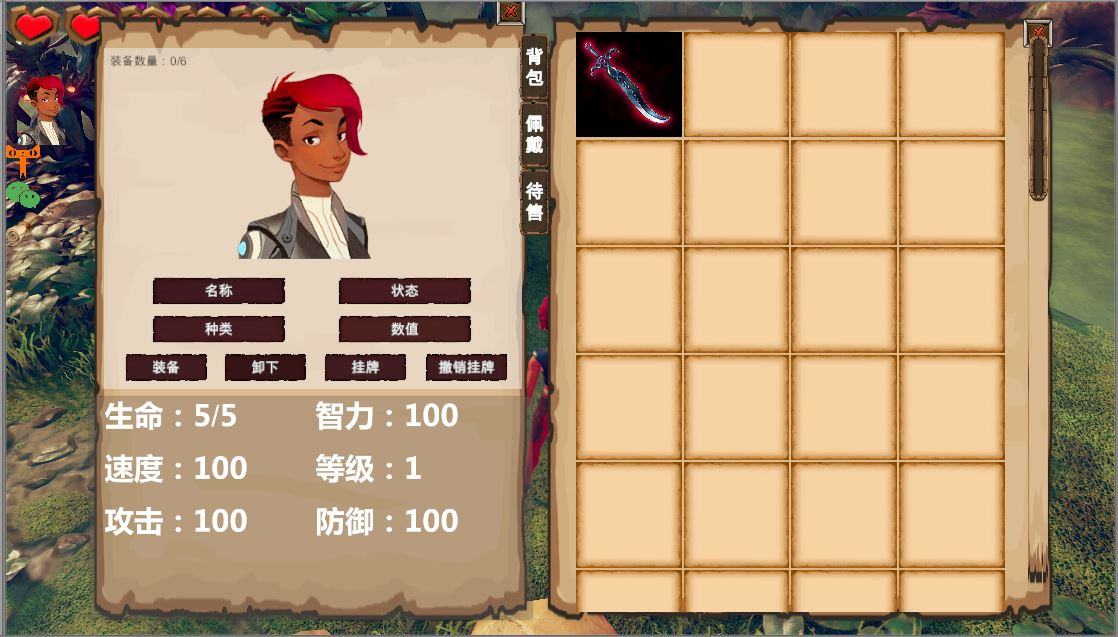 装备数量：0/6
背包
佩戴
待售
名称
状态
种类
数值
装备
卸下
挂牌
撤销挂牌
生命：5/5
智力：100
速度：100
等级：1
攻击：100
防御：100